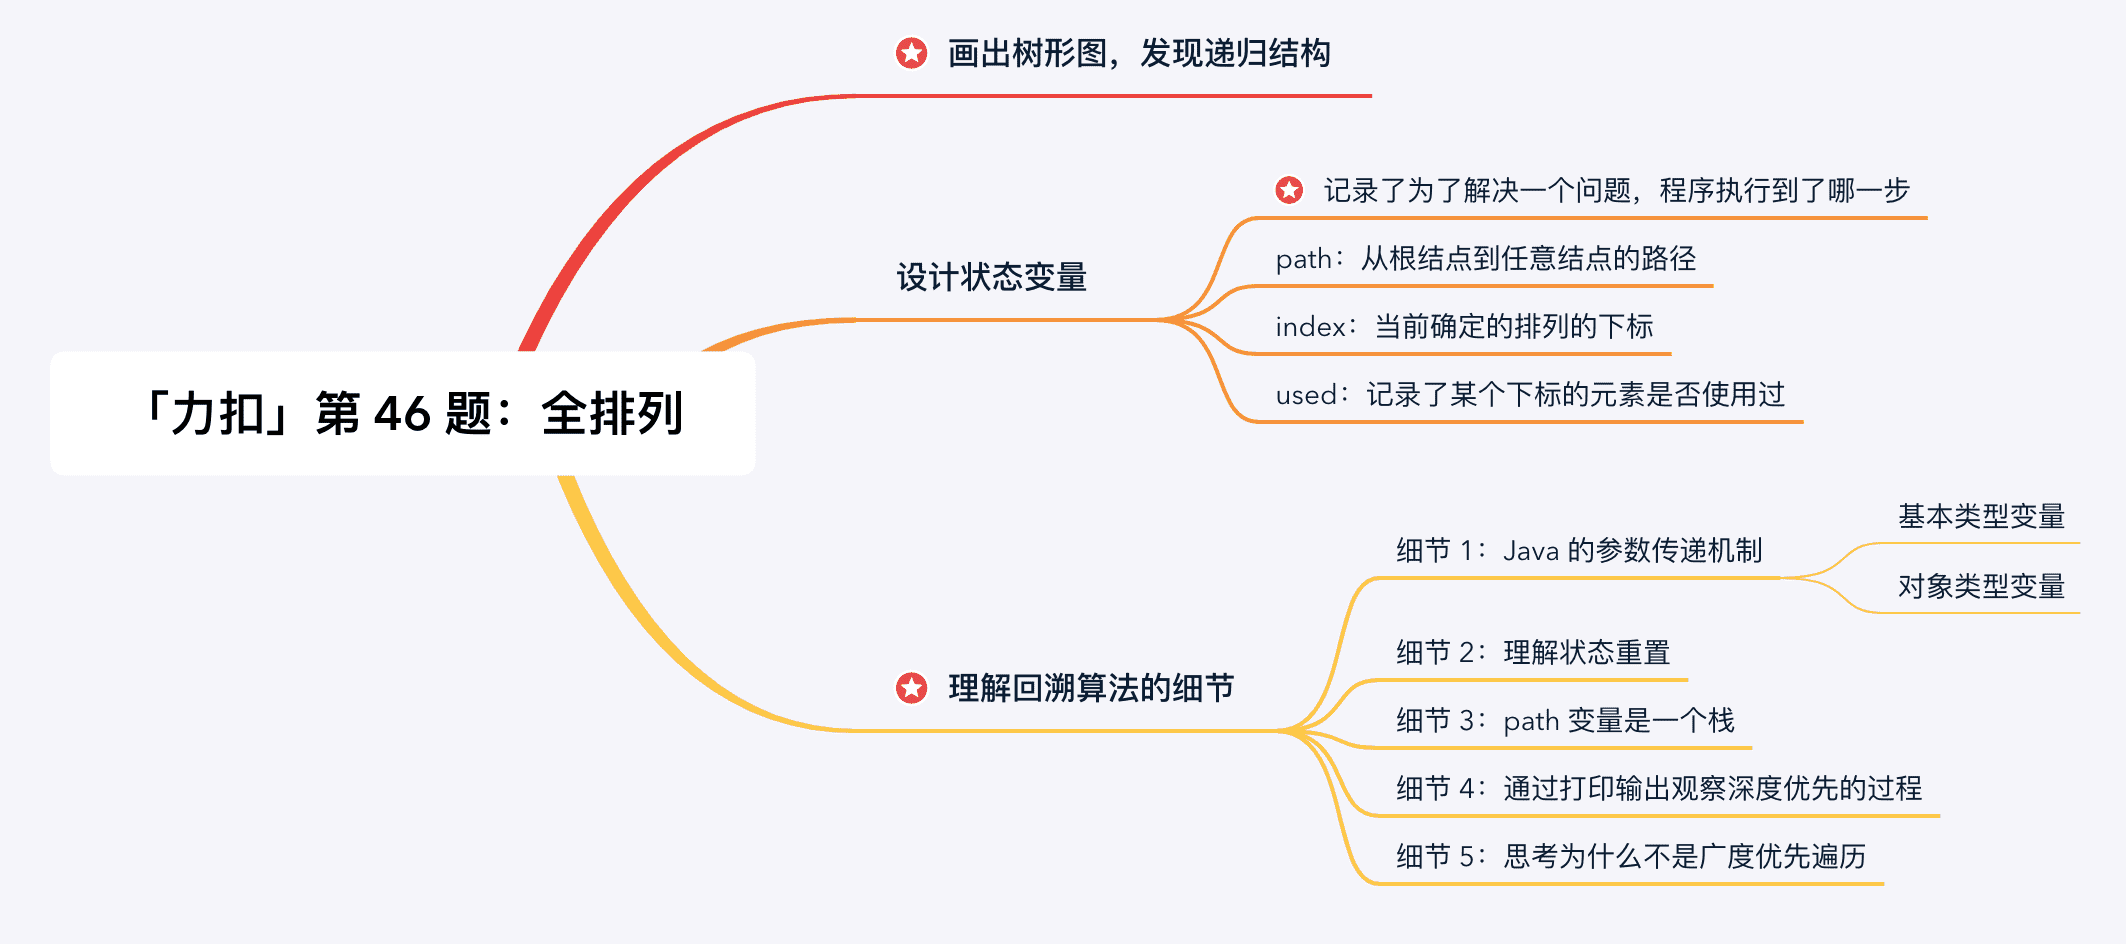 画出树形图，发现递归结构
记录了为了解决一个问题，程序执行到了哪一步
path：从根结点到任意结点的路径
设计状态变量
index：当前确定的排列的下标
used：记录了某个下标的元素是否使用过
「力扣」第 46 题：全排列
基本类型变量
细节 1：Java 的参数传递机制
对象类型变量
细节 2：理解状态重置
理解回溯算法的细节
细节 3：path 变量是一个栈
细节 4：通过打印输出观察深度优先的过程
细节 5：思考为什么不是广度优先遍历